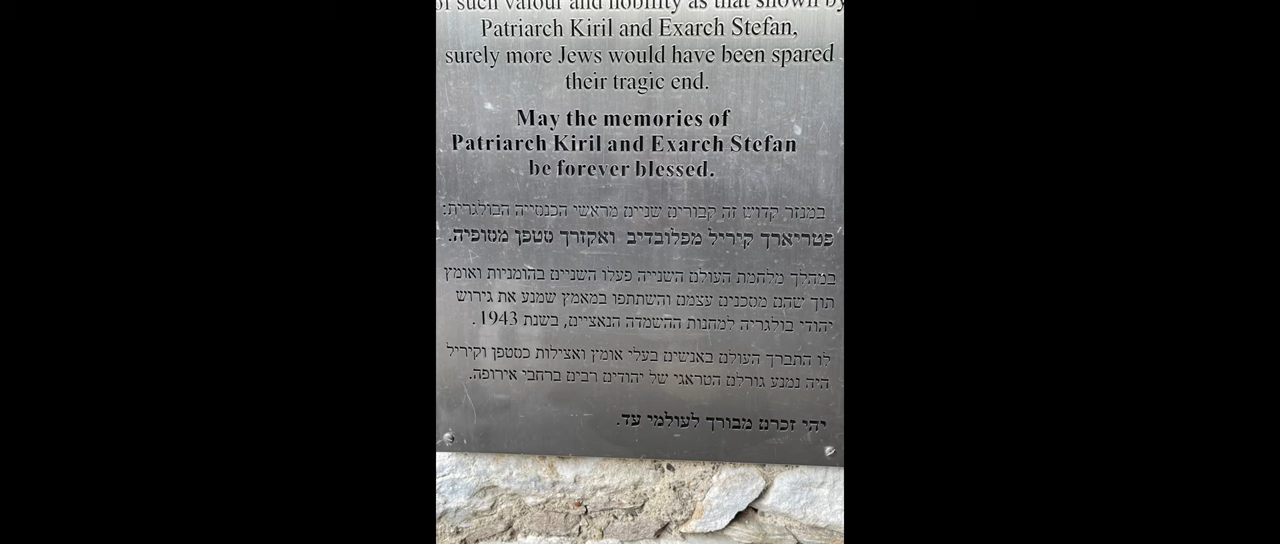 of such valour and nobility as that shown by
Patriarch Kiril and Exarch Stefan,
surely more Jews would have been spared
their tragic end.
May the memories of
Patriarch Kiril and Exarch Stefan
be forever blessed.
במנזר קדוש זה קבורים שניים מראשי הכנסייה הבולגרית:
פטריארך קיריל מפלובדיב ואקזרך סטפן מסופיה.
במהלך מלחמת העולם השנייה פעלו השניים בהומניות ואומץ
תוך שהם מסכנים עצמם והשתתפו במאמץ שמנע את גירוש
יהודי בולגריה למחנות ההשמדה הנאציים, בשנת 1943.
לו התברך העולם באנשים בעלי אומץ ואצילות כסטפן וקיריל
היה נמנע גורלם הטראגי של יהודים רבים ברחבי אירופה.
יהי זכרם מבורך לעולמי עד.